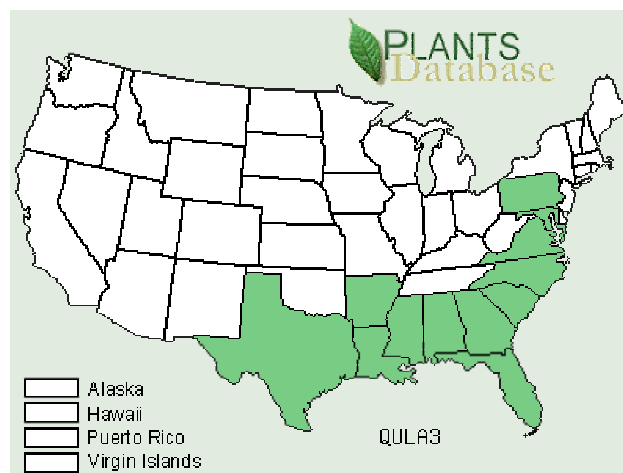 PLANTS
Database
Alaska
Hawaii
Puerto Rico
Virgin Islands
QULA3